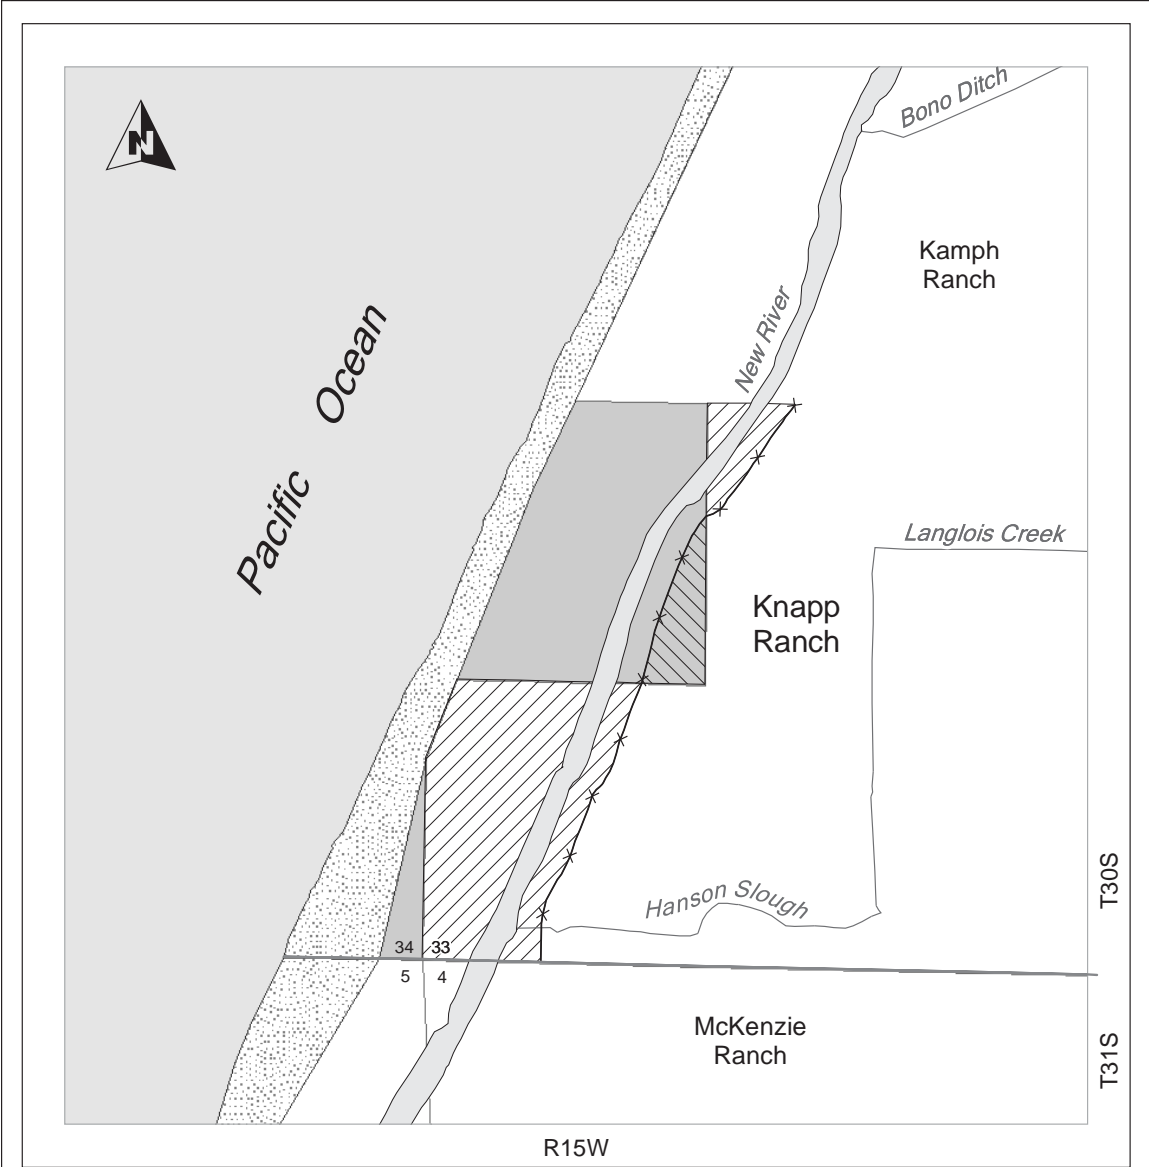 N
Bono Ditch
Kamph
Ranch
Pacific Ocean
New River
Langlois Creek
Knapp
Ranch
Hanson Slough
T30S
34 33
5 4
McKenzie
Ranch
T31S
R15W